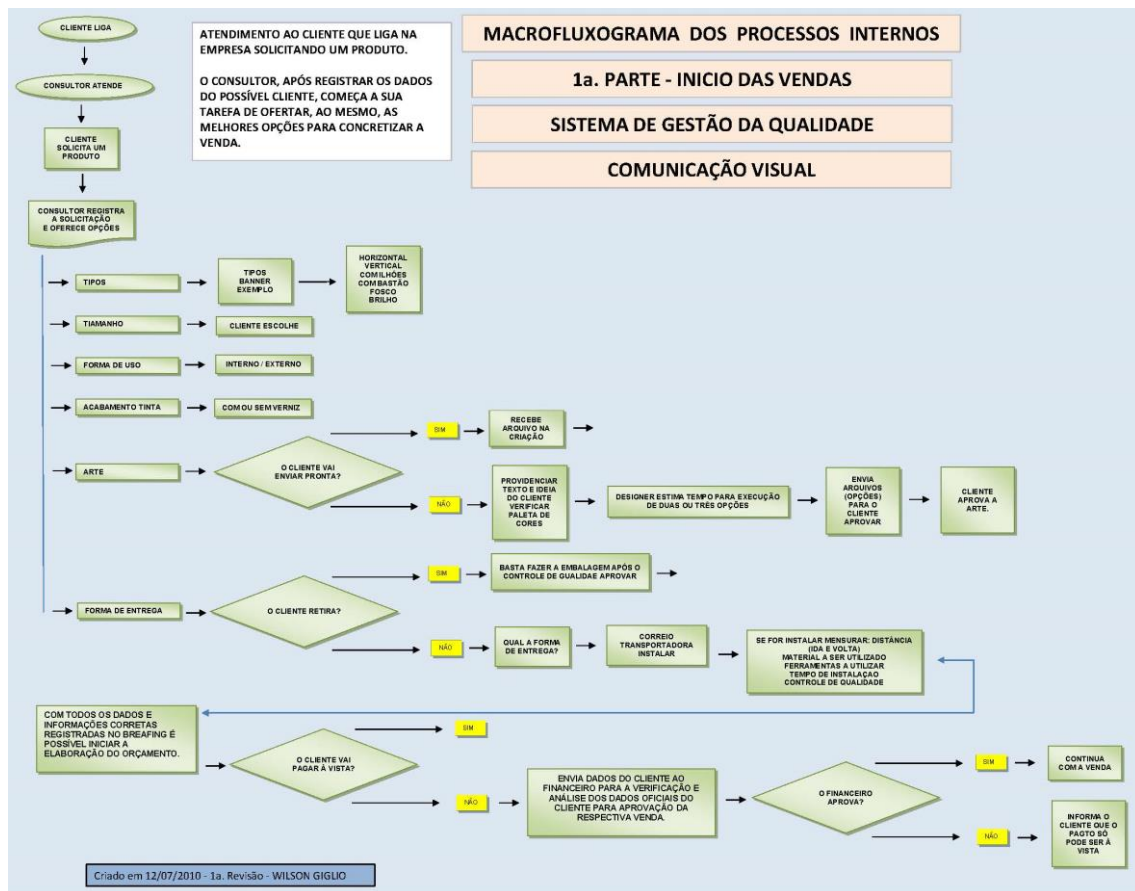 CLIENTE LIGA
CONSULTOR ATENDE
CLIENTE
SOLICITA UM
PRODUTO
CONSULTOR REGISTRA
A SOLICITAÇÃO
E OFERECE OPÇÕES
ATENDIMENTO AO CLIENTE QUE LIGA NA
EMPRESA SOLICITANDO UM PRODUTO.
O CONSULTOR, APÓS REGISTRAR OS DADOS
DO POSSÍVEL CLIENTE, COMEÇA A SUA
TAREFA DE OFERTAR, AO MESMO, AS
MELHORES OPÇÕES PARA CONCRETIZAR A
VENDA.
MACROFLUXOGRAMA DOS PROCESSOS INTERNOS
1a. PARTE - INICIO DAS VENDAS
SISTEMA DE GESTÃO DA QUALIDADE
COMUNICAÇÃO VISUAL
TIPOS
TIPOS
BANNER
EXEMPLO
HORIZONTAL
VERTICAL
COM ILHÓES
COM BASTÃO
FOSCO
BRILHO
TIAMANHO
CLIENTE ESCOLHE
FORMA DE USO
INTERNO / EXTERNO
ACABAMENTO TINTA
COM OU SEM VERNIZ
ARTE
O CLIENTE VAI
ENVIAR PRONTA?
SIM
RECEBE
ARQUIVO NA
CRIAÇÃO
NÃO
PROVIDENCIAR
TEXTO E IDEIA
DO CLIENTE
VERIFICAR
PALETA DE
CORES
DESIGNER ESTIMA TEMPO PARA EXECUÇÃO
DE DUAS OU TRÊS OPÇÕES
ENVIA
ARQUIVOS
(OPÇÕES)
PARA O
CLIENTE
APROVAR
CLIENTE
APROVA A
ARTE.
FORMA DE ENTREGA
O CLIENTE RETIRA?
SIM
BASTA FAZER A EMBALAGEM APÓS O
CONTROLE DE GUALIDAE APROVAR
NÃO
QUAL A FORMA
DE ENTREGA?
CORREIO
TRANSPORTADORA
INSTALAR
SE FOR INSTALAR MENSURAR: DISTÂNCIA
(IDA E VOLTA)
MATERIAL A SER UTILIZADO
FERRAMENTAS A UTILIZAR
TEMPO DE INSTALAÇAO
CONTROLE DE QUALIDADE
COM TODOS OS DADOS E
INFORMAÇÕES CORRETAS
REGISTRADAS NO BREAFING É
POSSÍVEL INICIAR A
ELABORAÇÃO DO ORÇAMENTO.
O CLIENTE VAI
PAGAR À VISTA?
SIM
NÃO
ENVIA DADOS DO CLIENTE AO
FINANCEIRO PARA A VERIFICAÇÃO E
ANÁLISE DOS DADOS OFICIAIS DO
CLIENTE PARA APROVAÇÃO DA
RESPECTIVA VENDA.
O FINANCEIRO
APROVA?
SIM
CONTINUA
COM A VENDA
NÃO
INFORMA O
CLIENTE QUE O
PAGTO SÓ
PODE SER À
VISTA
Criado em 12/07/2010 - 1a. Revisão - WILSON GIGLIO